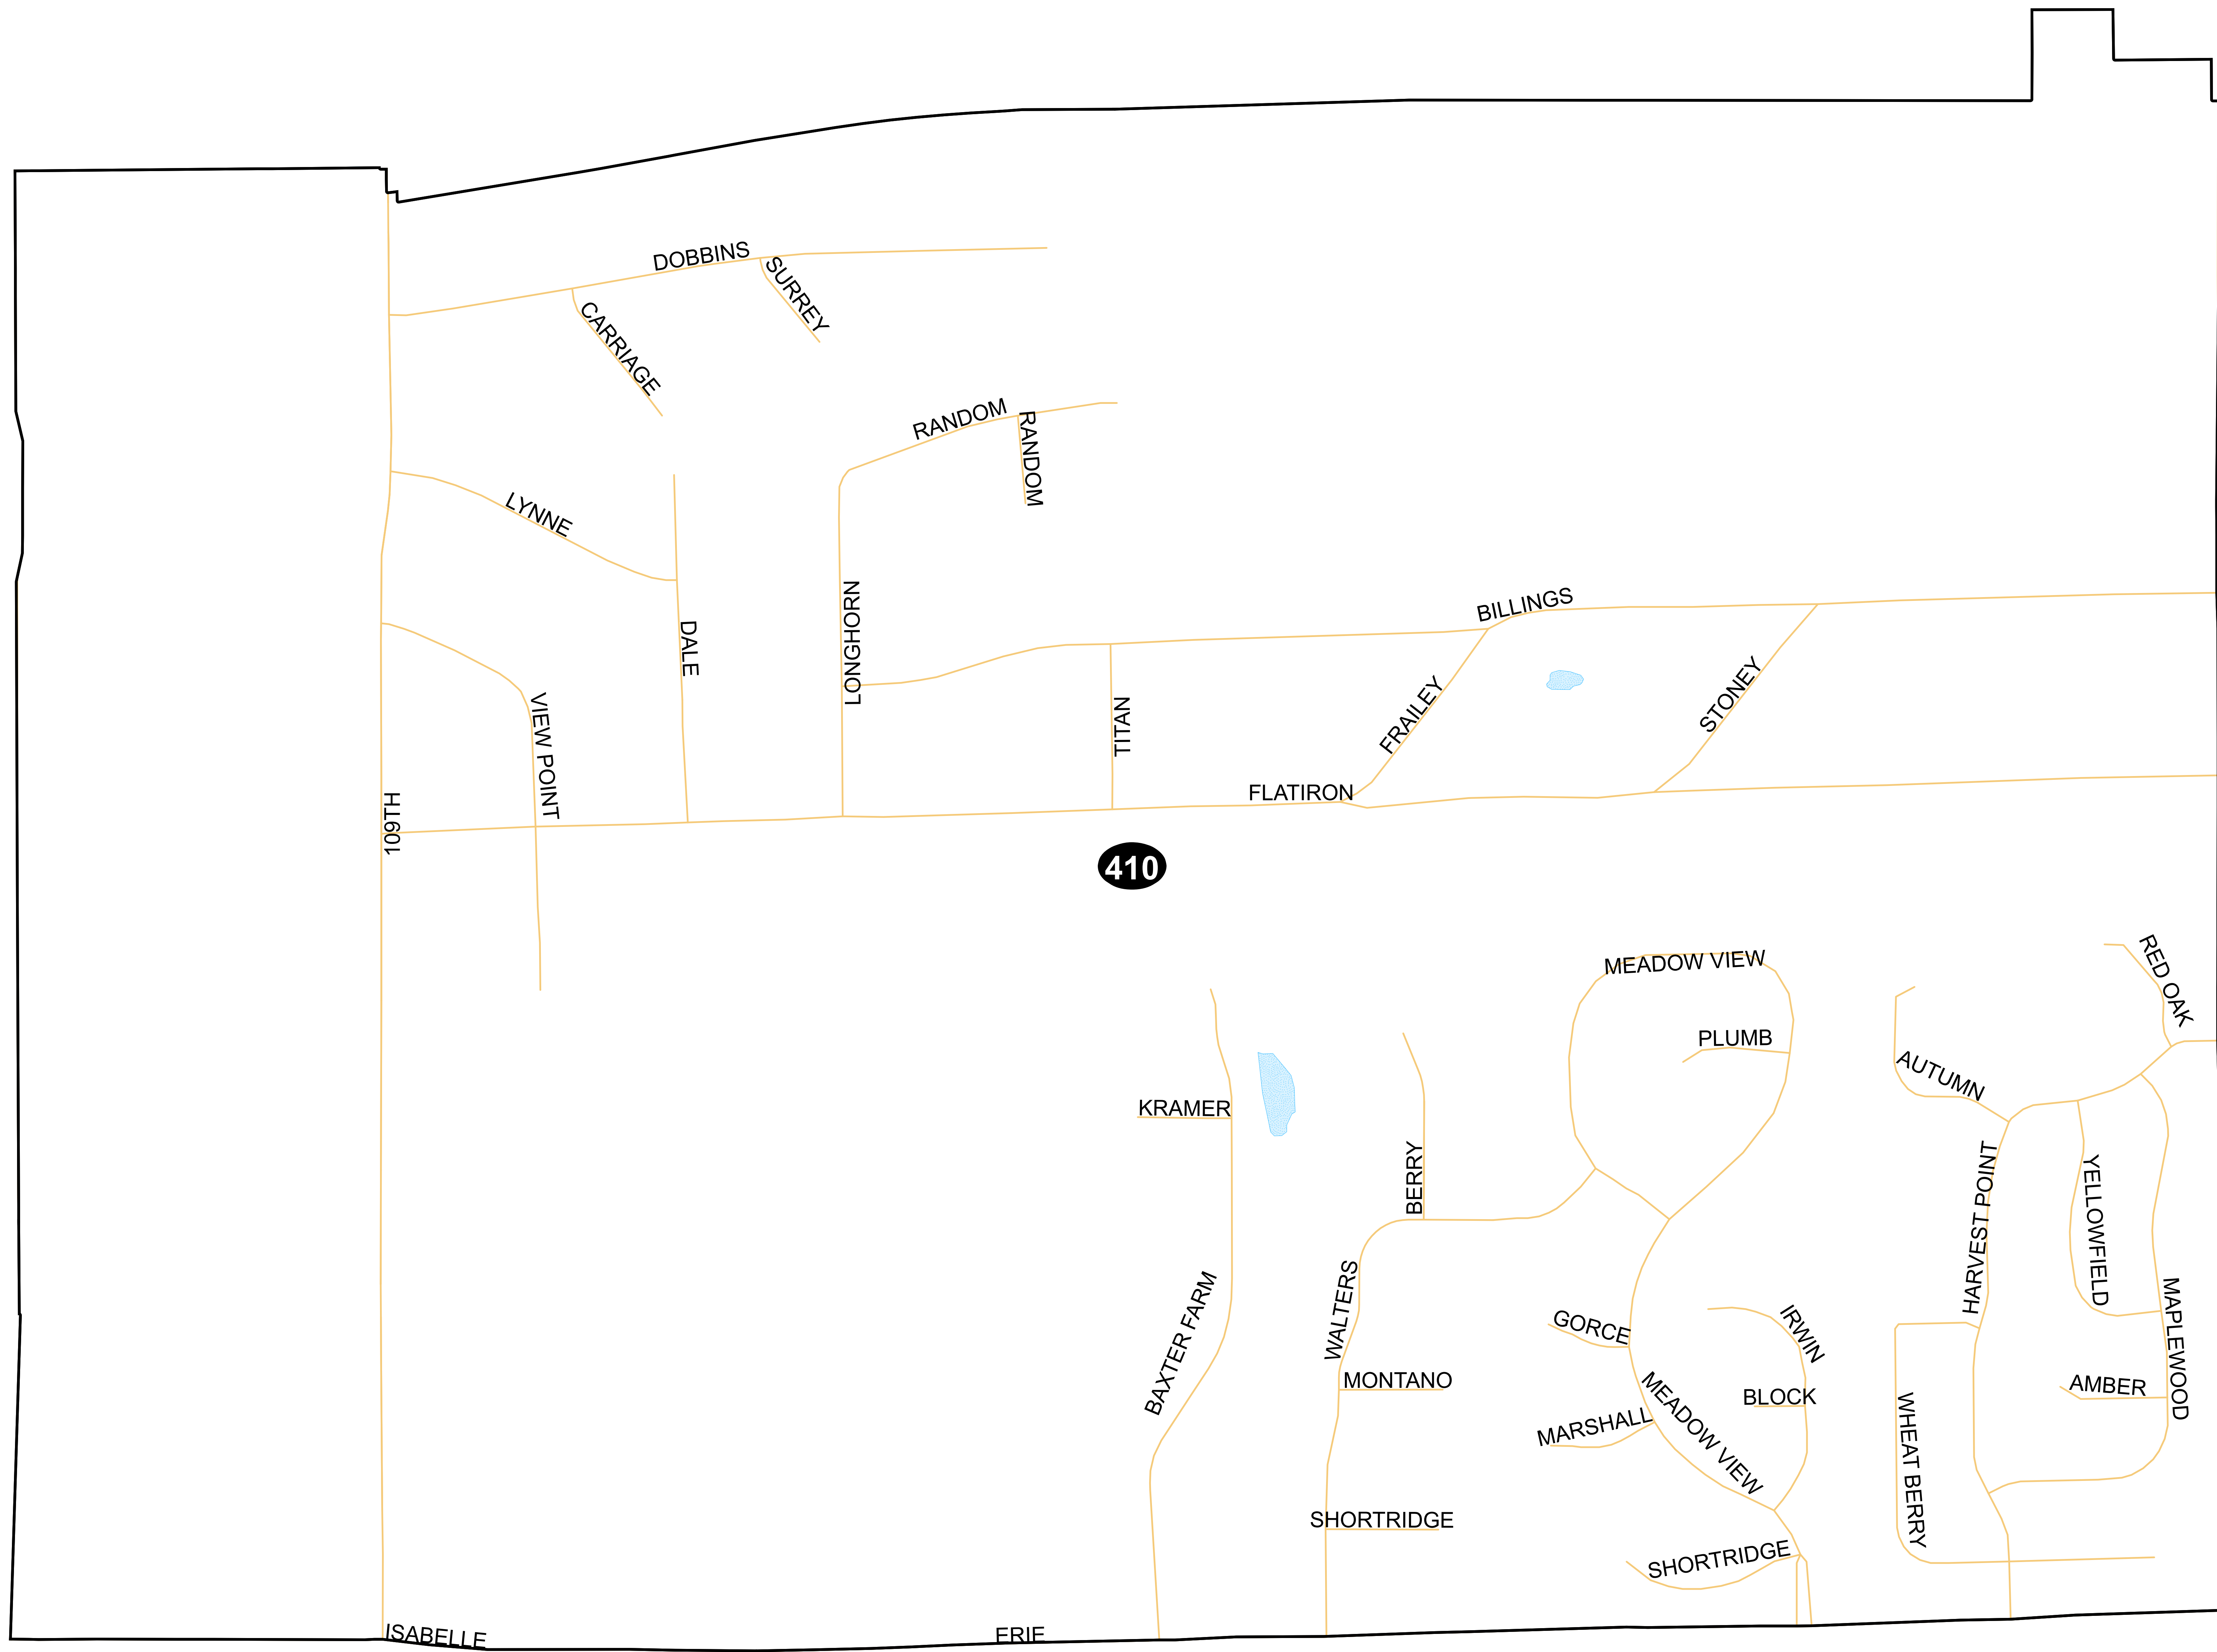 DOBBINS
SURREY
CARRIAGE
RANDOM
RANDOM
LYNNE
LONGHORN
BILLINGS
DALE
STONEY
FRAILEY
VIEW POINT
TITAN
FLATIRON
109TH
410
MEADOW VIEW
RED OAK
PLUMB
AUTUMN
KRAMER
BERRY
HARVEST POINT
YELLOWFIELD
WALTERS
BAXTER FARM
GORCE
IRWIN
MAPLEWOOD
MONTANO
MEADOW VIEW
BLOCK
AMBER
MARSHALL
WHEAT BERRY
SHORTRIDGE
SHORTRIDGE
ISABELLE
ERIE